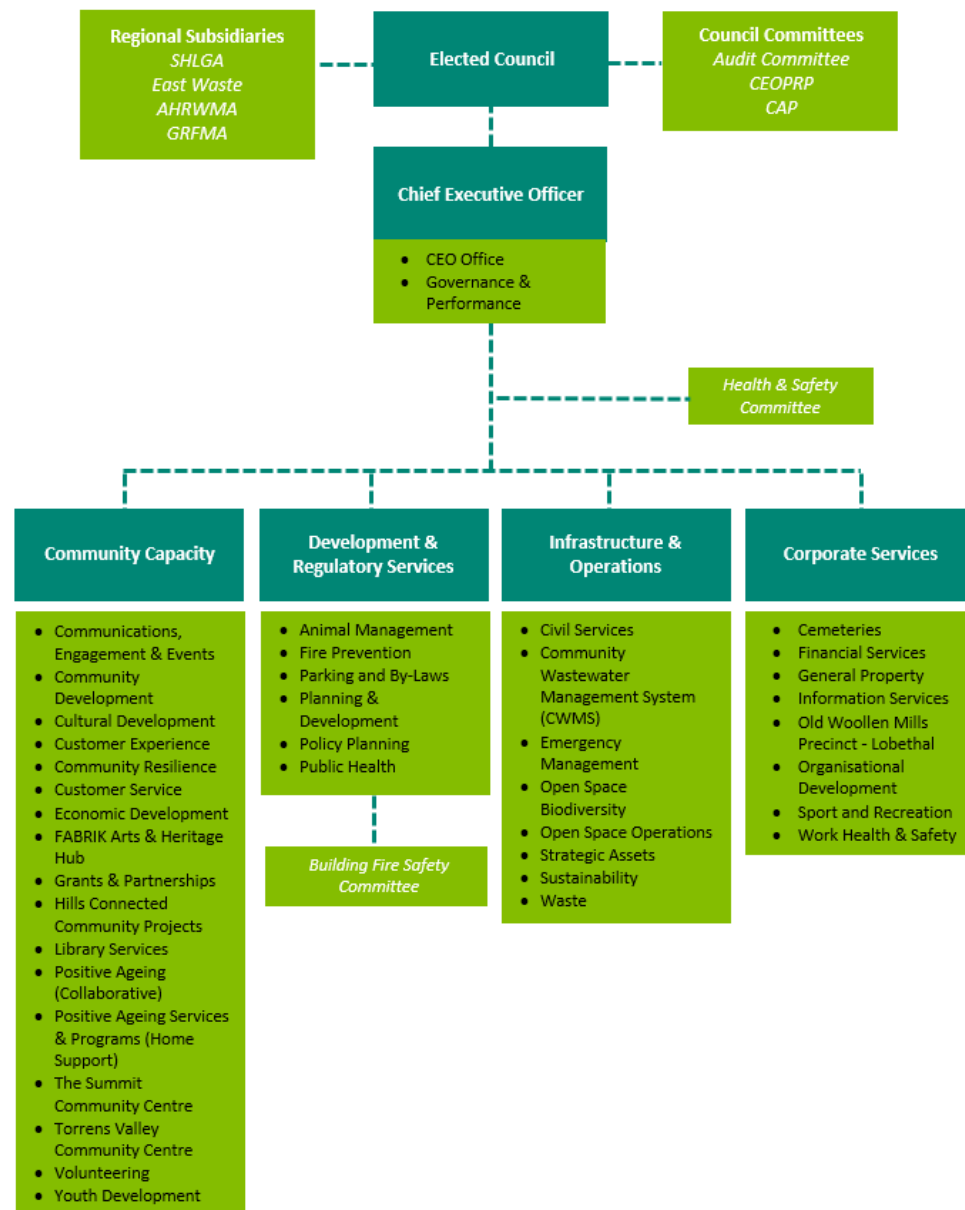 Regional Subsidiaries
SHLGA
East Waste
AHRWMA
GRFMA
Elected Council
Council Committees
Audit Committee
CEOPRP
CAP
Chief Executive Officer
• CEO Office
• Governance &
Performance
Health & Safety
Committee
Community Capacity
• Communications,
Engagement & Events
• Community
Development
• Cultural Development
• Customer Experience
• Community Resilience
• Customer Service
• Economic Development
• FABRIK Arts & Heritage
Hub
• Grants & Partnerships
• Hills Connected
Community Projects
• Library Services
• Positive Ageing
(Collaborative)
• Positive Ageing Services
& Programs (Home
Support)
• The Summit
Community Centre
• Torrens Valley
Community Centre
• Volunteering
• Youth Development
Development &
Regulatory Services
• Animal Management
• Fire Prevention
• Parking and By-Laws
• Planning &
Development
• Policy Planning
• Public Health
Building Fire Safety
Committee
Infrastructure &
Operations
• Civil Services
• Community
Wastewater
Management System
(CWMS)
• Emergency
Management
• Open Space
Biodiversity
• Open Space Operations
• Strategic Assets
• Sustainability
• Waste
Corporate Services
• Cemeteries
• Financial Services
• General Property
• Information Services
• Old Woollen Mills
Precinct - Lobethal
• Organisational
Development
• Sport and Recreation
• Work Health & Safety